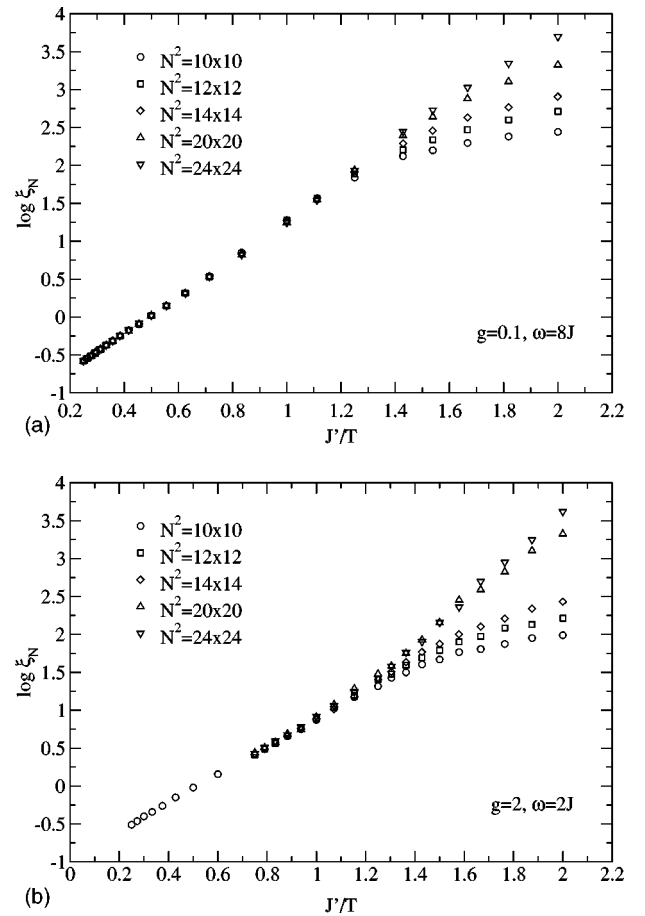 4
3.5
3
2.5
2
1.5
1
0.5
0
-0.5
-1
log ξ_N
N²=10x10
N²=12x12
N²=14x14
N²=20x20
N²=24x24
g=0.1, ω=8J
0.2 0.4 0.6 0.8 1 1.2 1.4 1.6 1.8 2 2.2
J'/T
(a)
4
3.5
3
2.5
2
1.5
1
0.5
0
-0.5
-1
log ξ_N
N²=10x10
N²=12x12
N²=14x14
N²=20x20
N²=24x24
g=2, ω=2J
0 0.2 0.4 0.6 0.8 1 1.2 1.4 1.6 1.8 2 2.2
J'/T
(b)